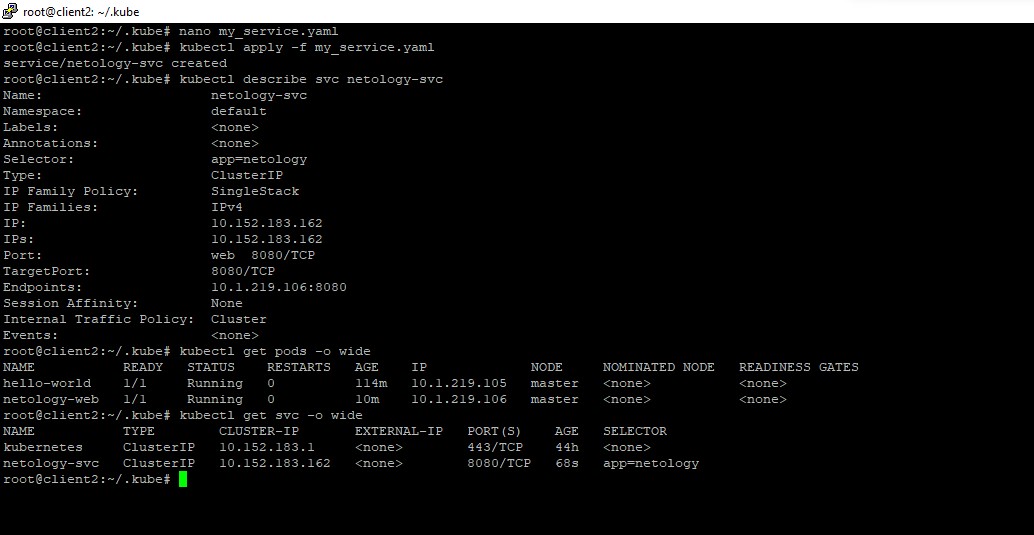 root@client2: ~/.kube
root@client2:~/.kube# nano my_service.yaml
root@client2:~/.kube# kubectl apply -f my_service.yaml
service/netology-svc created
root@client2:~/.kube# kubectl describe svc netology-svc
Name:                     netology-svc
Namespace:                default
Labels:                   <none>
Annotations:              <none>
Selector:                 app=netology
Type:                     ClusterIP
IP Family Policy:         SingleStack
IP Families:              IPv4
IP:                       10.152.183.162
IPs:                      10.152.183.162
Port:                     web  8080/TCP
TargetPort:               8080/TCP
Endpoints:                10.1.219.106:8080
Session Affinity:         None
Internal Traffic Policy:  Cluster
Events:                   <none>
root@client2:~/.kube# kubectl get pods -o wide
NAME           READY   STATUS    RESTARTS   AGE    IP             NODE     NOMINATED NODE   READINESS GATES
hello-world    1/1     Running   0          114m   10.1.219.105   master   <none>           <none>
netology-web   1/1     Running   0          10m    10.1.219.106   master   <none>           <none>
root@client2:~/.kube# kubectl get svc -o wide
NAME           TYPE        CLUSTER-IP       EXTERNAL-IP   PORT(S)    AGE   SELECTOR
kubernetes     ClusterIP   10.152.183.1     <none>        443/TCP    44h   <none>
netology-svc   ClusterIP   10.152.183.162   <none>        8080/TCP   68s   app=netology
root@client2:~/.kube#